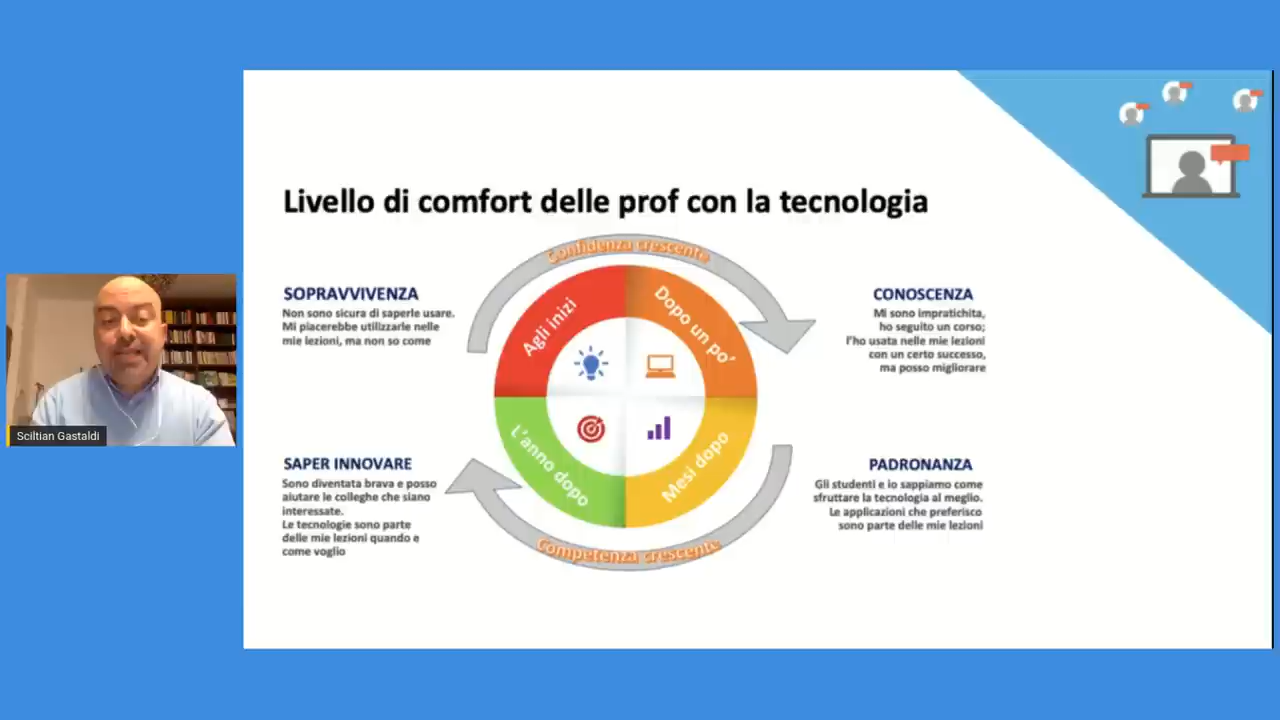 Livello di comfort delle prof con la tecnologia
Confidenza crescente
SOPRAVVIVENZA
Non sono sicura di saperle usare.
Mi piacerebbe utilizzarle nelle
mie lezioni, ma non so come
Agli inizi
Dopo un po'
CONOSCENZA
Mi sono impratichita,
ho seguito un corso;
l'ho usata nelle mie lezioni
con un certo successo,
ma posso migliorare
Sciltian Gastaldi
SAPER INNOVARE
Sono diventata brava e posso
aiutare le colleghe che siano
interessate.
Le tecnologie sono parte
delle mie lezioni quando e
come voglio
L'anno dopo
Mesi dopo
PADRONANZA
Gli studenti e io sappiamo come
sfruttare la tecnologia al meglio.
Le applicazioni che preferisco
sono parte delle mie lezioni
Competenza crescente